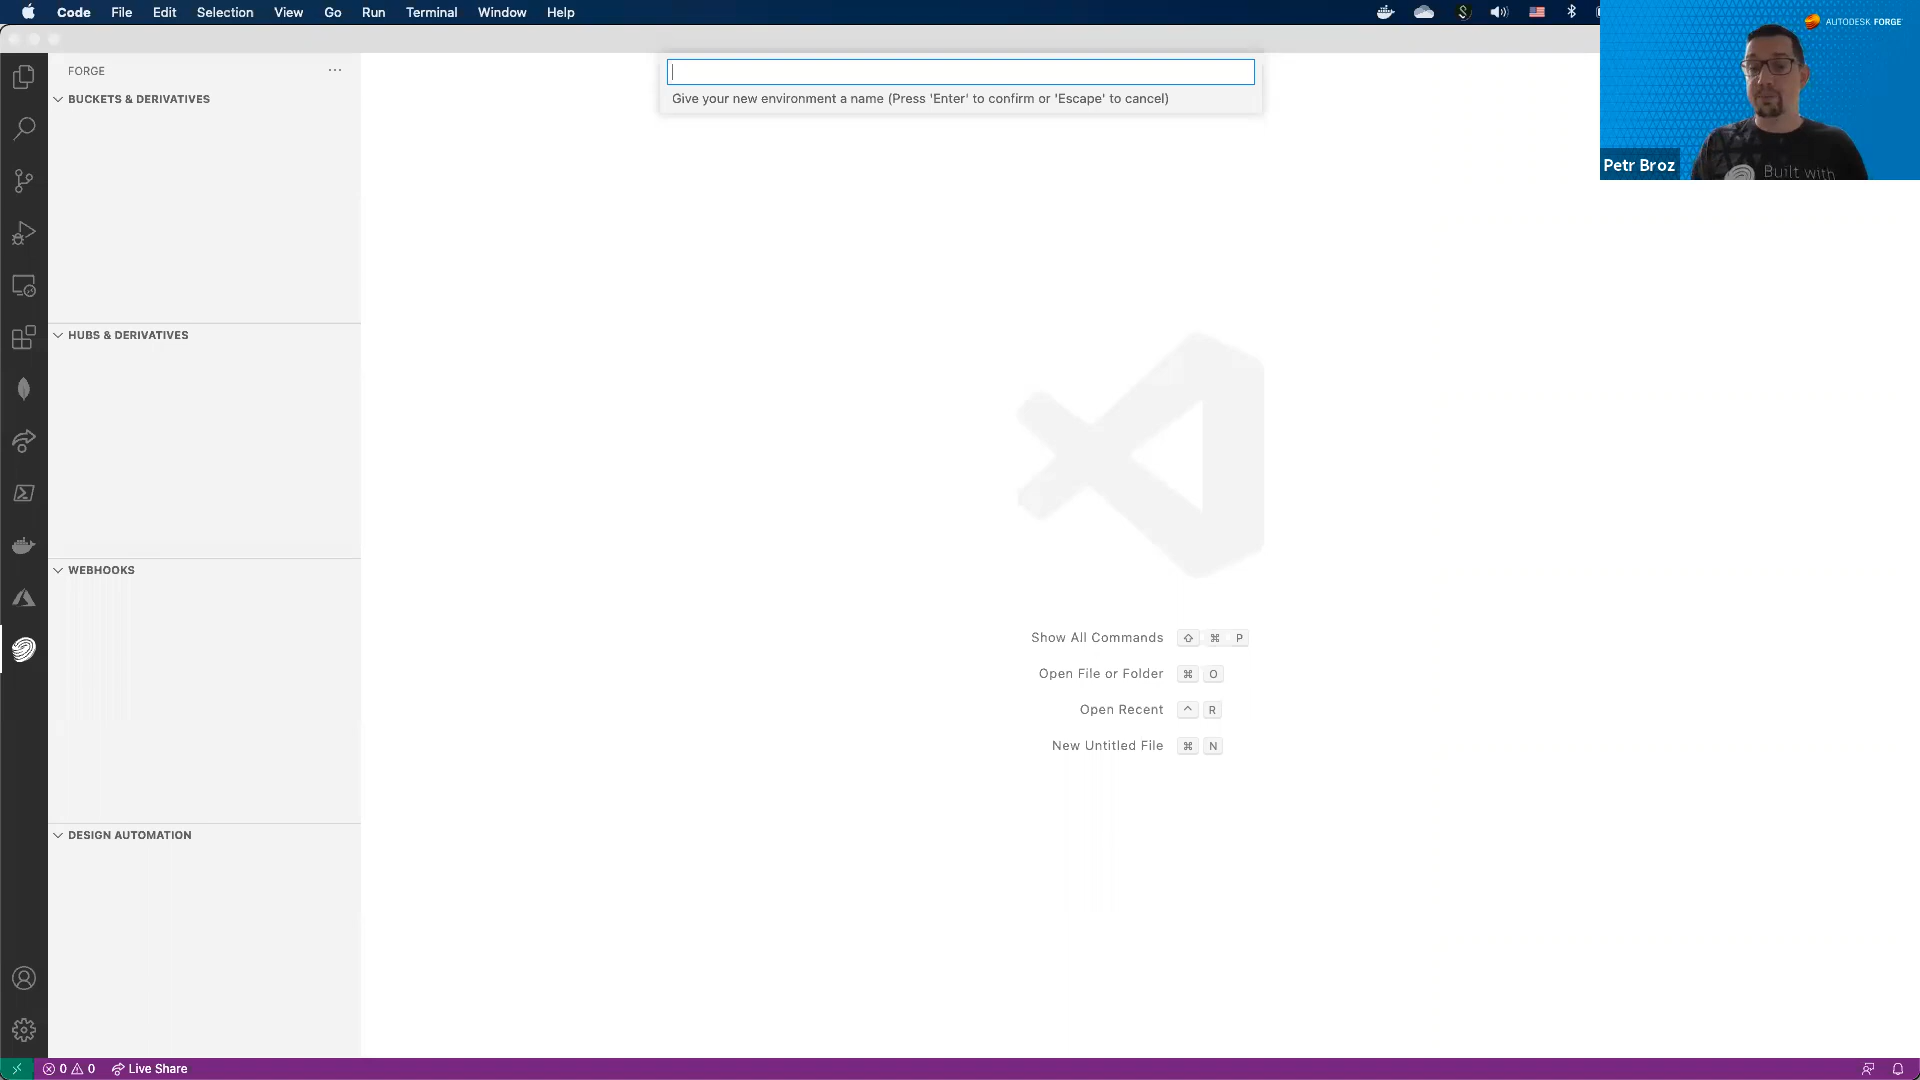 Code File Edit Selection View Go Run Terminal Window Help
AUTODESK FORGE
FORGE
BUCKETS & DERIVATIVES
Give your new environment a name (Press 'Enter' to confirm or 'Escape' to cancel)
Petr Broz
Built with
HUBS & DERIVATIVES
WEBHOOKS
Show All Commands ⇧ ⌘ P
Open File or Folder ⌘ O
Open Recent ^ R
New Untitled File ⌘ N
DESIGN AUTOMATION
0 0 Live Share